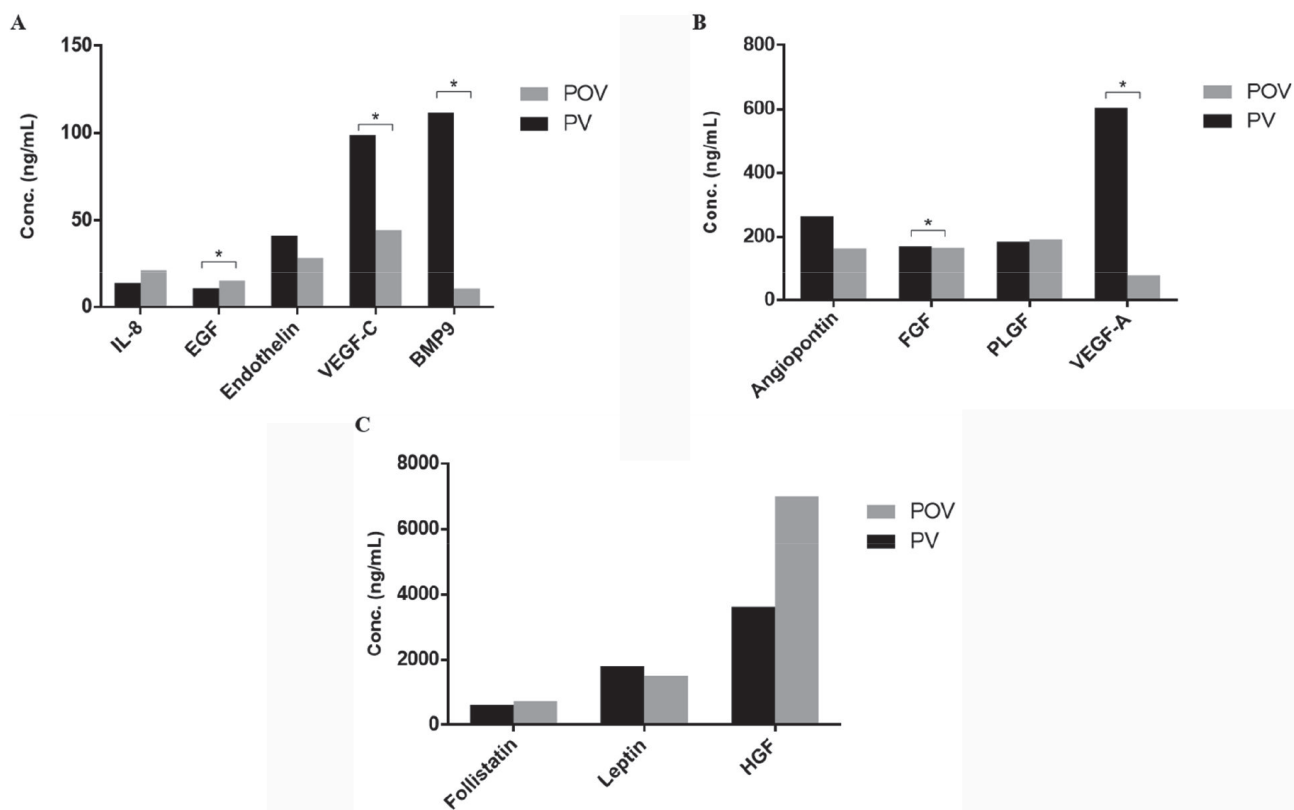 A
Conc. (ng/mL)
150
100
50
0
*
*
*
IL-8
EGF
Endothelin
VEGF-C
BMP9
POV
PV
B
Conc. (ng/mL)
800
600
400
200
0
*
*
Angiopontin
FGF
PLGF
VEGF-A
POV
PV
C
Conc. (ng/mL)
8000
6000
4000
2000
0
Follistatin
Leptin
HGF
POV
PV